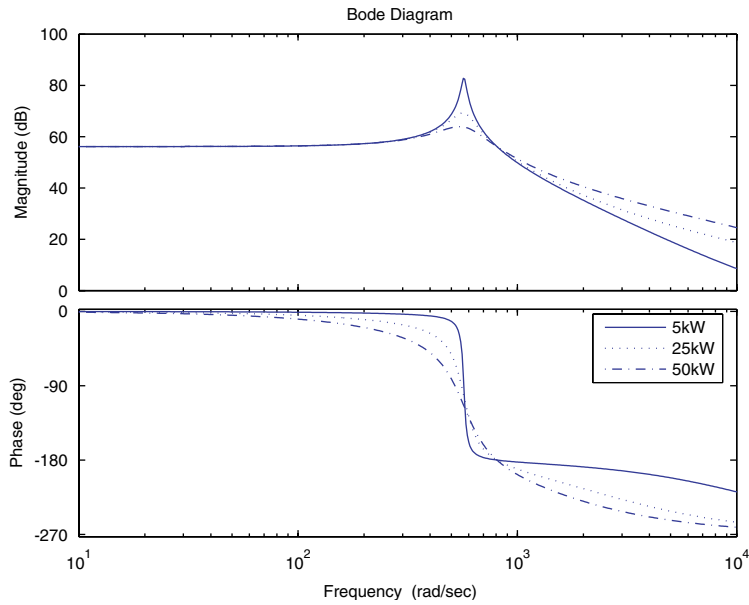 Bode Diagram
Magnitude (dB)
100
80
60
40
20
0
Phase (deg)
0
-90
-180
-270
5kW
25kW
50kW
10^1
10^2
10^3
10^4
Frequency (rad/sec)